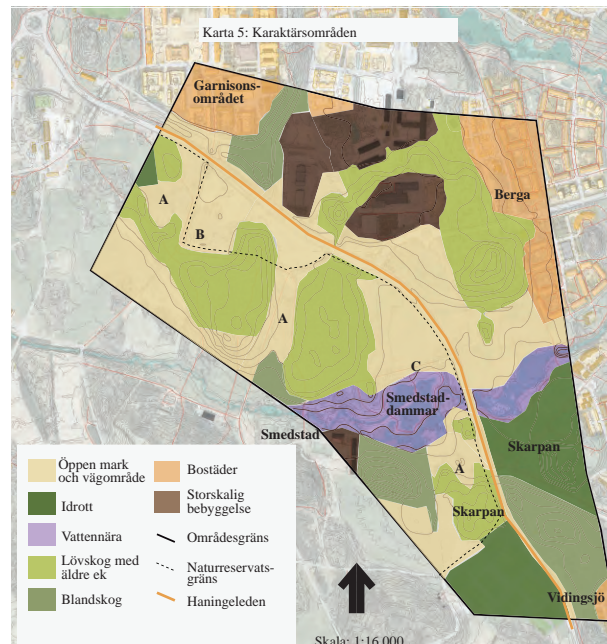 Karta 5: Karaktärsområden
Garnisons-
området
Berga
A
B
A
C
Smedstad-
dammar
Smedstad
Skarpan
A
Skarpan
Vidingsjö
Öppen mark
och vägområde
Idrott
Vattennära
Lövskog med
äldre ek
Blandskog
Bostäder
Storskalig
bebyggelse
Områdesgräns
Naturreservats-
gräns
Haningeleden
Skala: 1:16 000